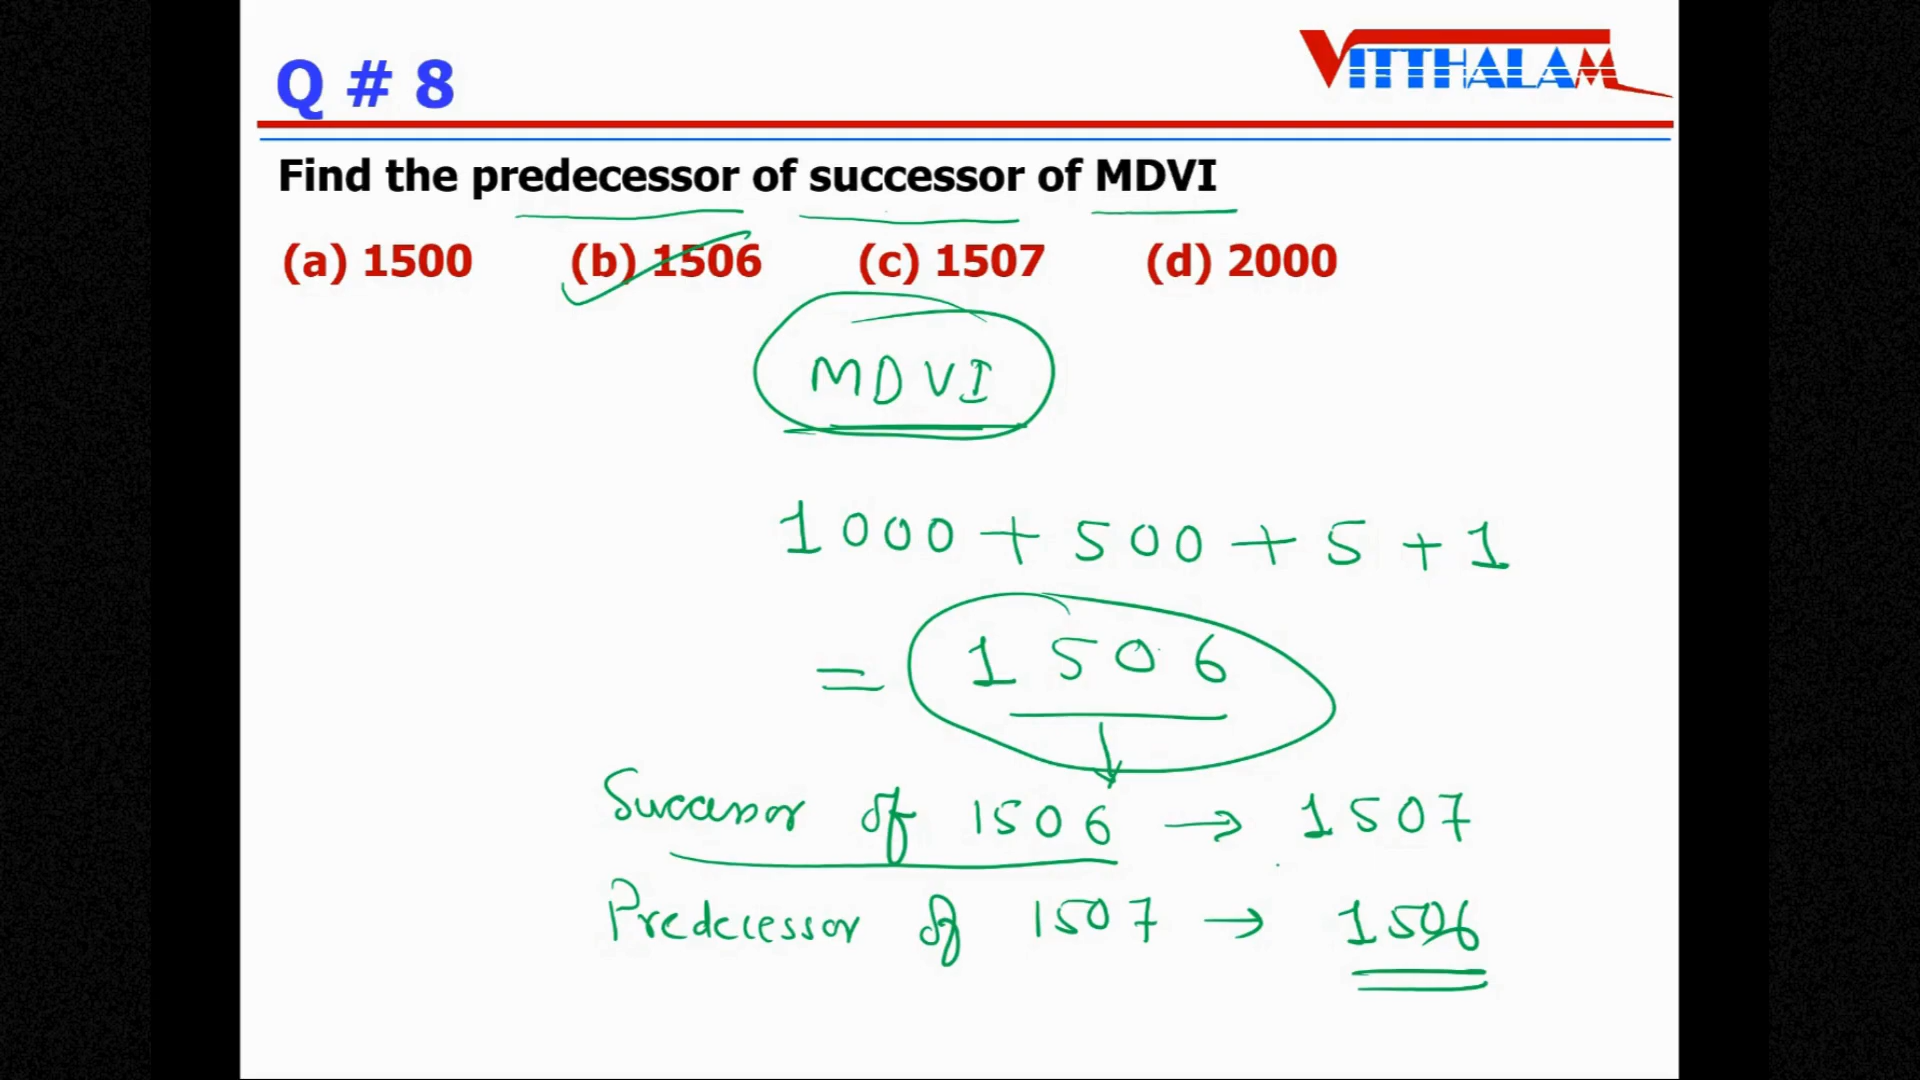 Q # 8
VITTHALAM
Find the predecessor of successor of MDVI
(a) 1500 (b) 1506 (c) 1507 (d) 2000
MDVI
1000 + 500 + 5 + 1
= 1506
Successor of 1506 → 1507
Predecessor of 1507 → 1506